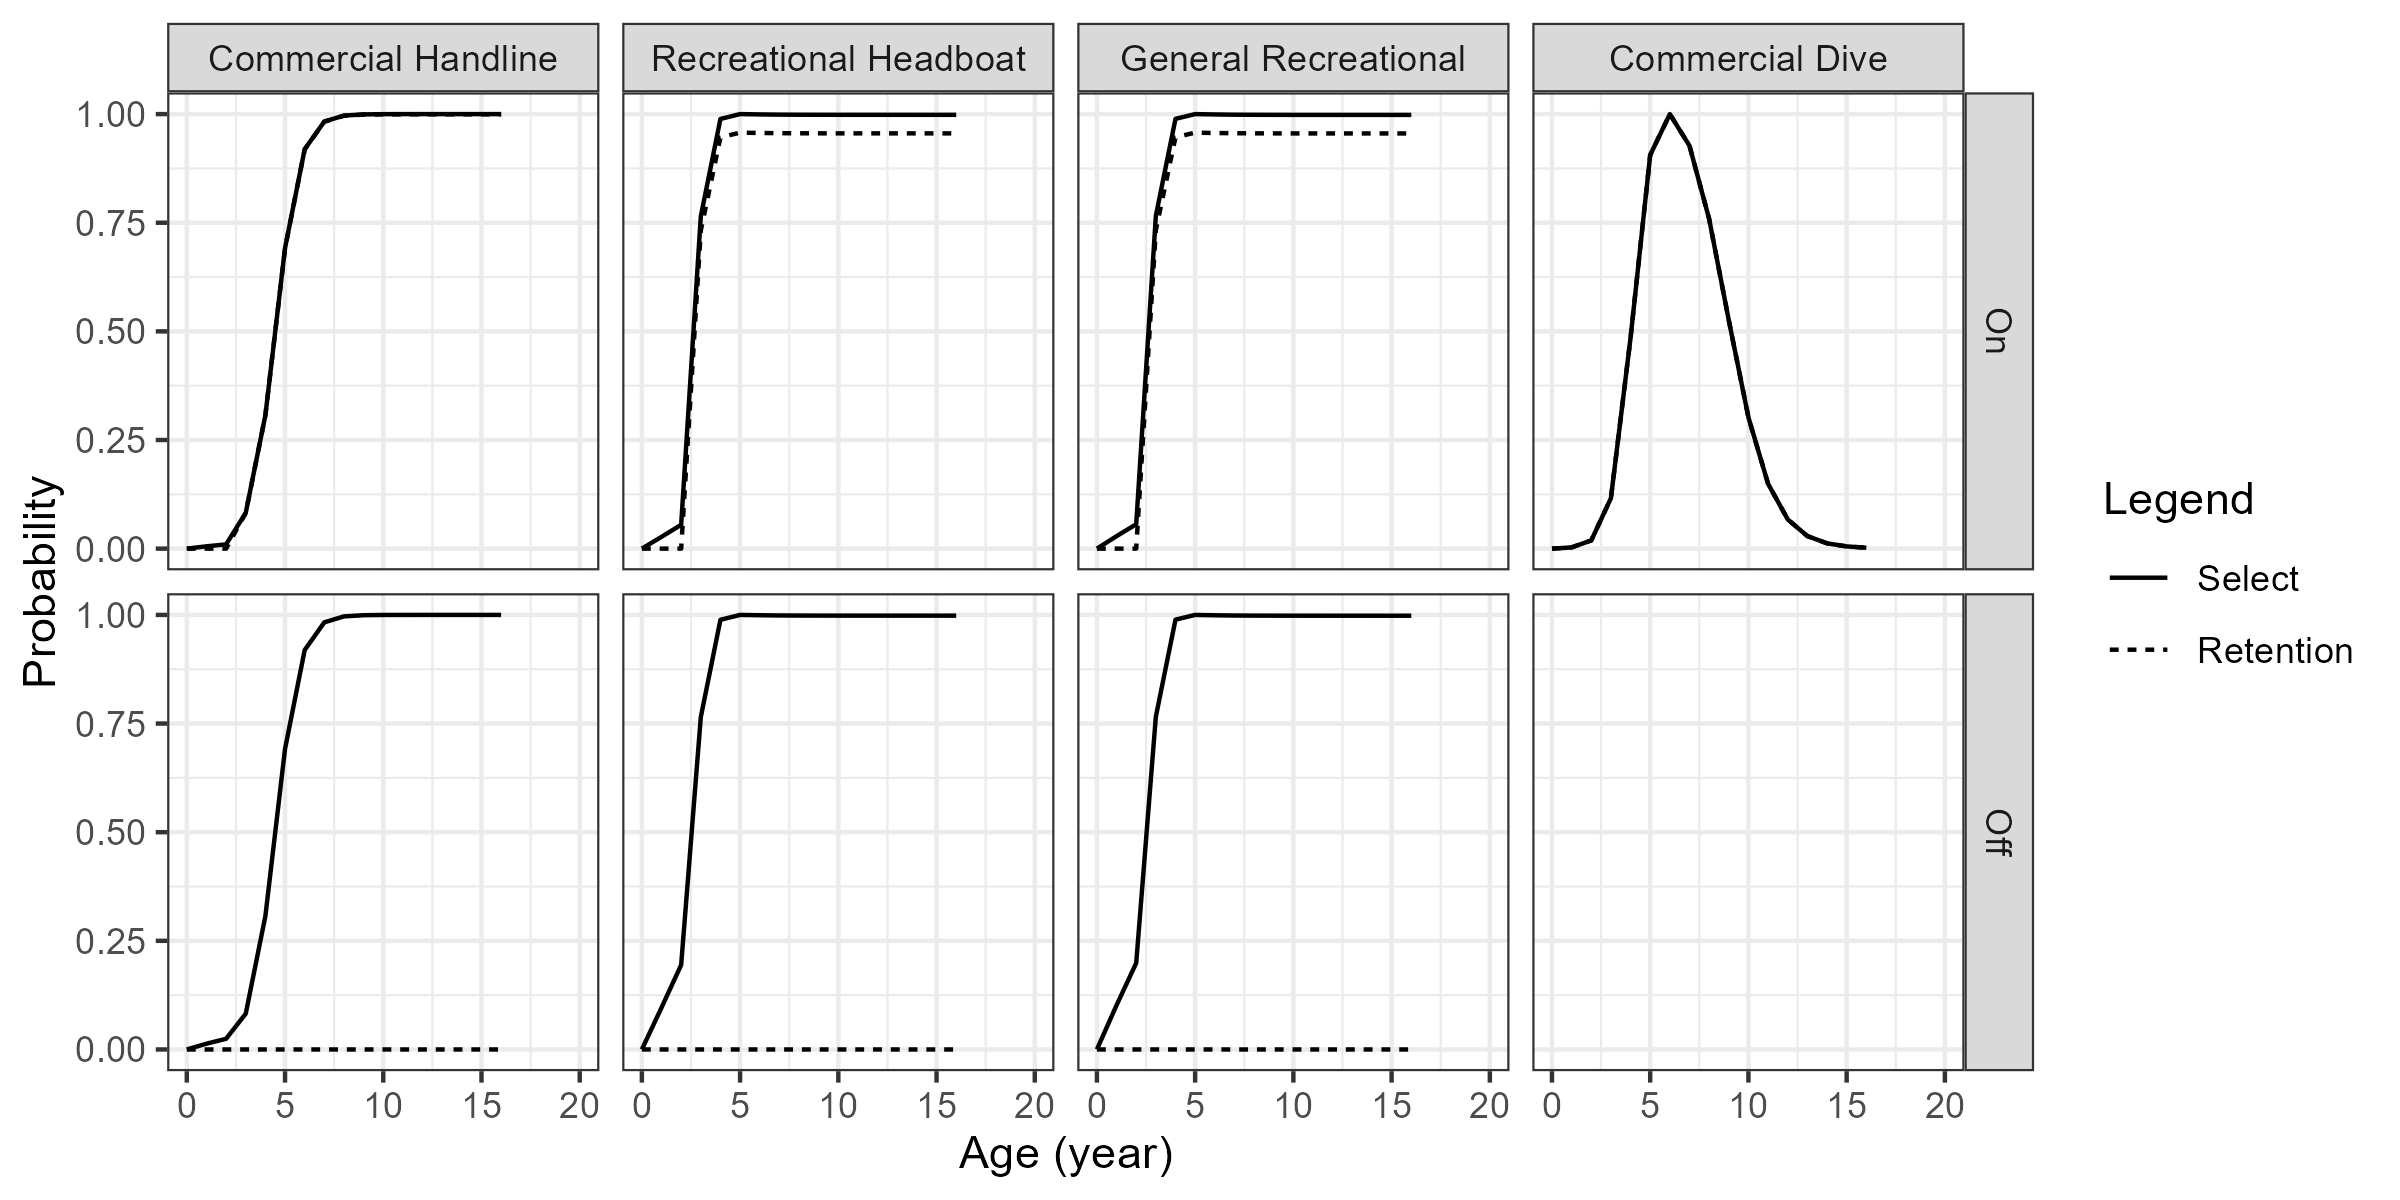 Commercial Handline
Recreational Headboat
General Recreational
Commercial Dive
1.00
0.75
0.50
0.25
0.00
On
1.00
0.75
0.50
0.25
0.00
Off
Probability
0 5 10 15 20
0 5 10 15 20
0 5 10 15 20
0 5 10 15 20
Age (year)
Legend
Select
Retention